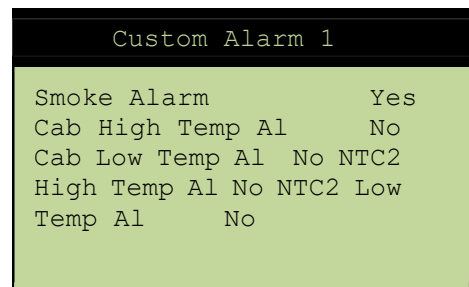 Custom Alarm 1
Smoke Alarm Yes
Cab High Temp Al No
Cab Low Temp Al No NTC2
High Temp Al No NTC2 Low
Temp Al No